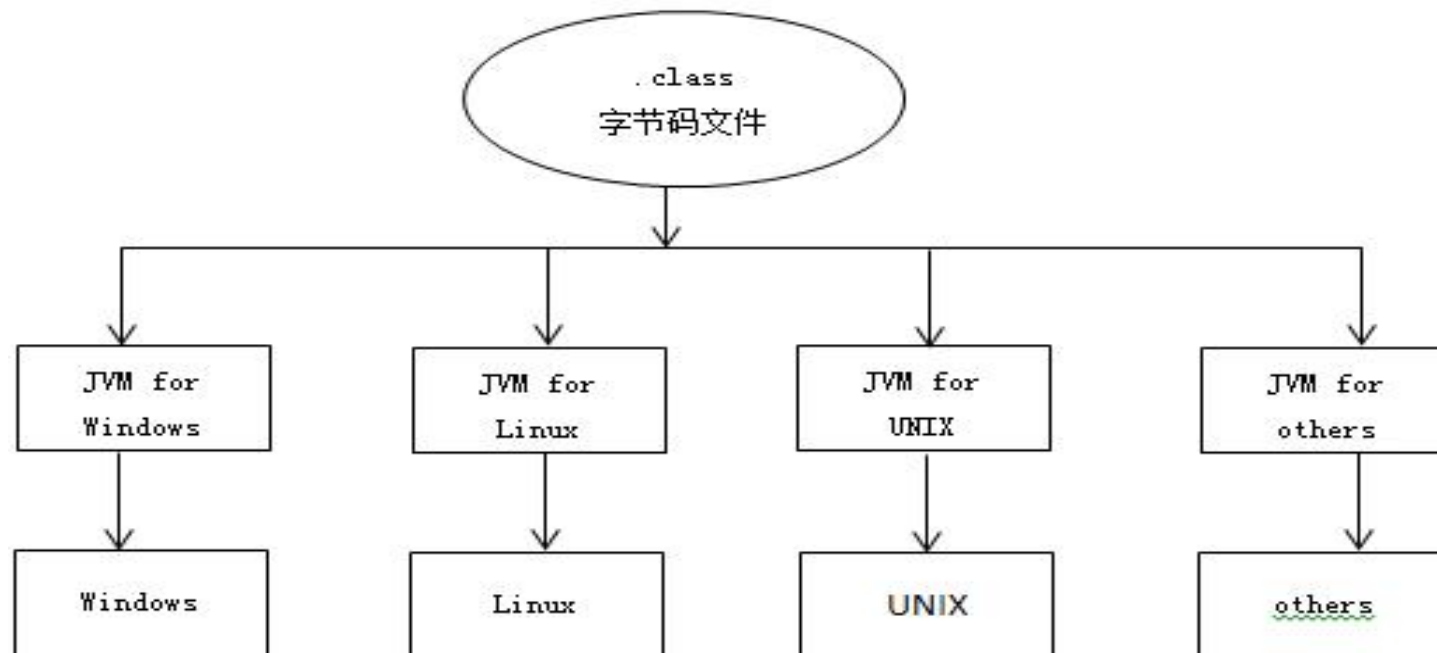 .class
字节码文件
JVM for
Windows
JVM for
Linux
JVM for
UNIX
JVM for
others
Windows
Linux
UNIX
others